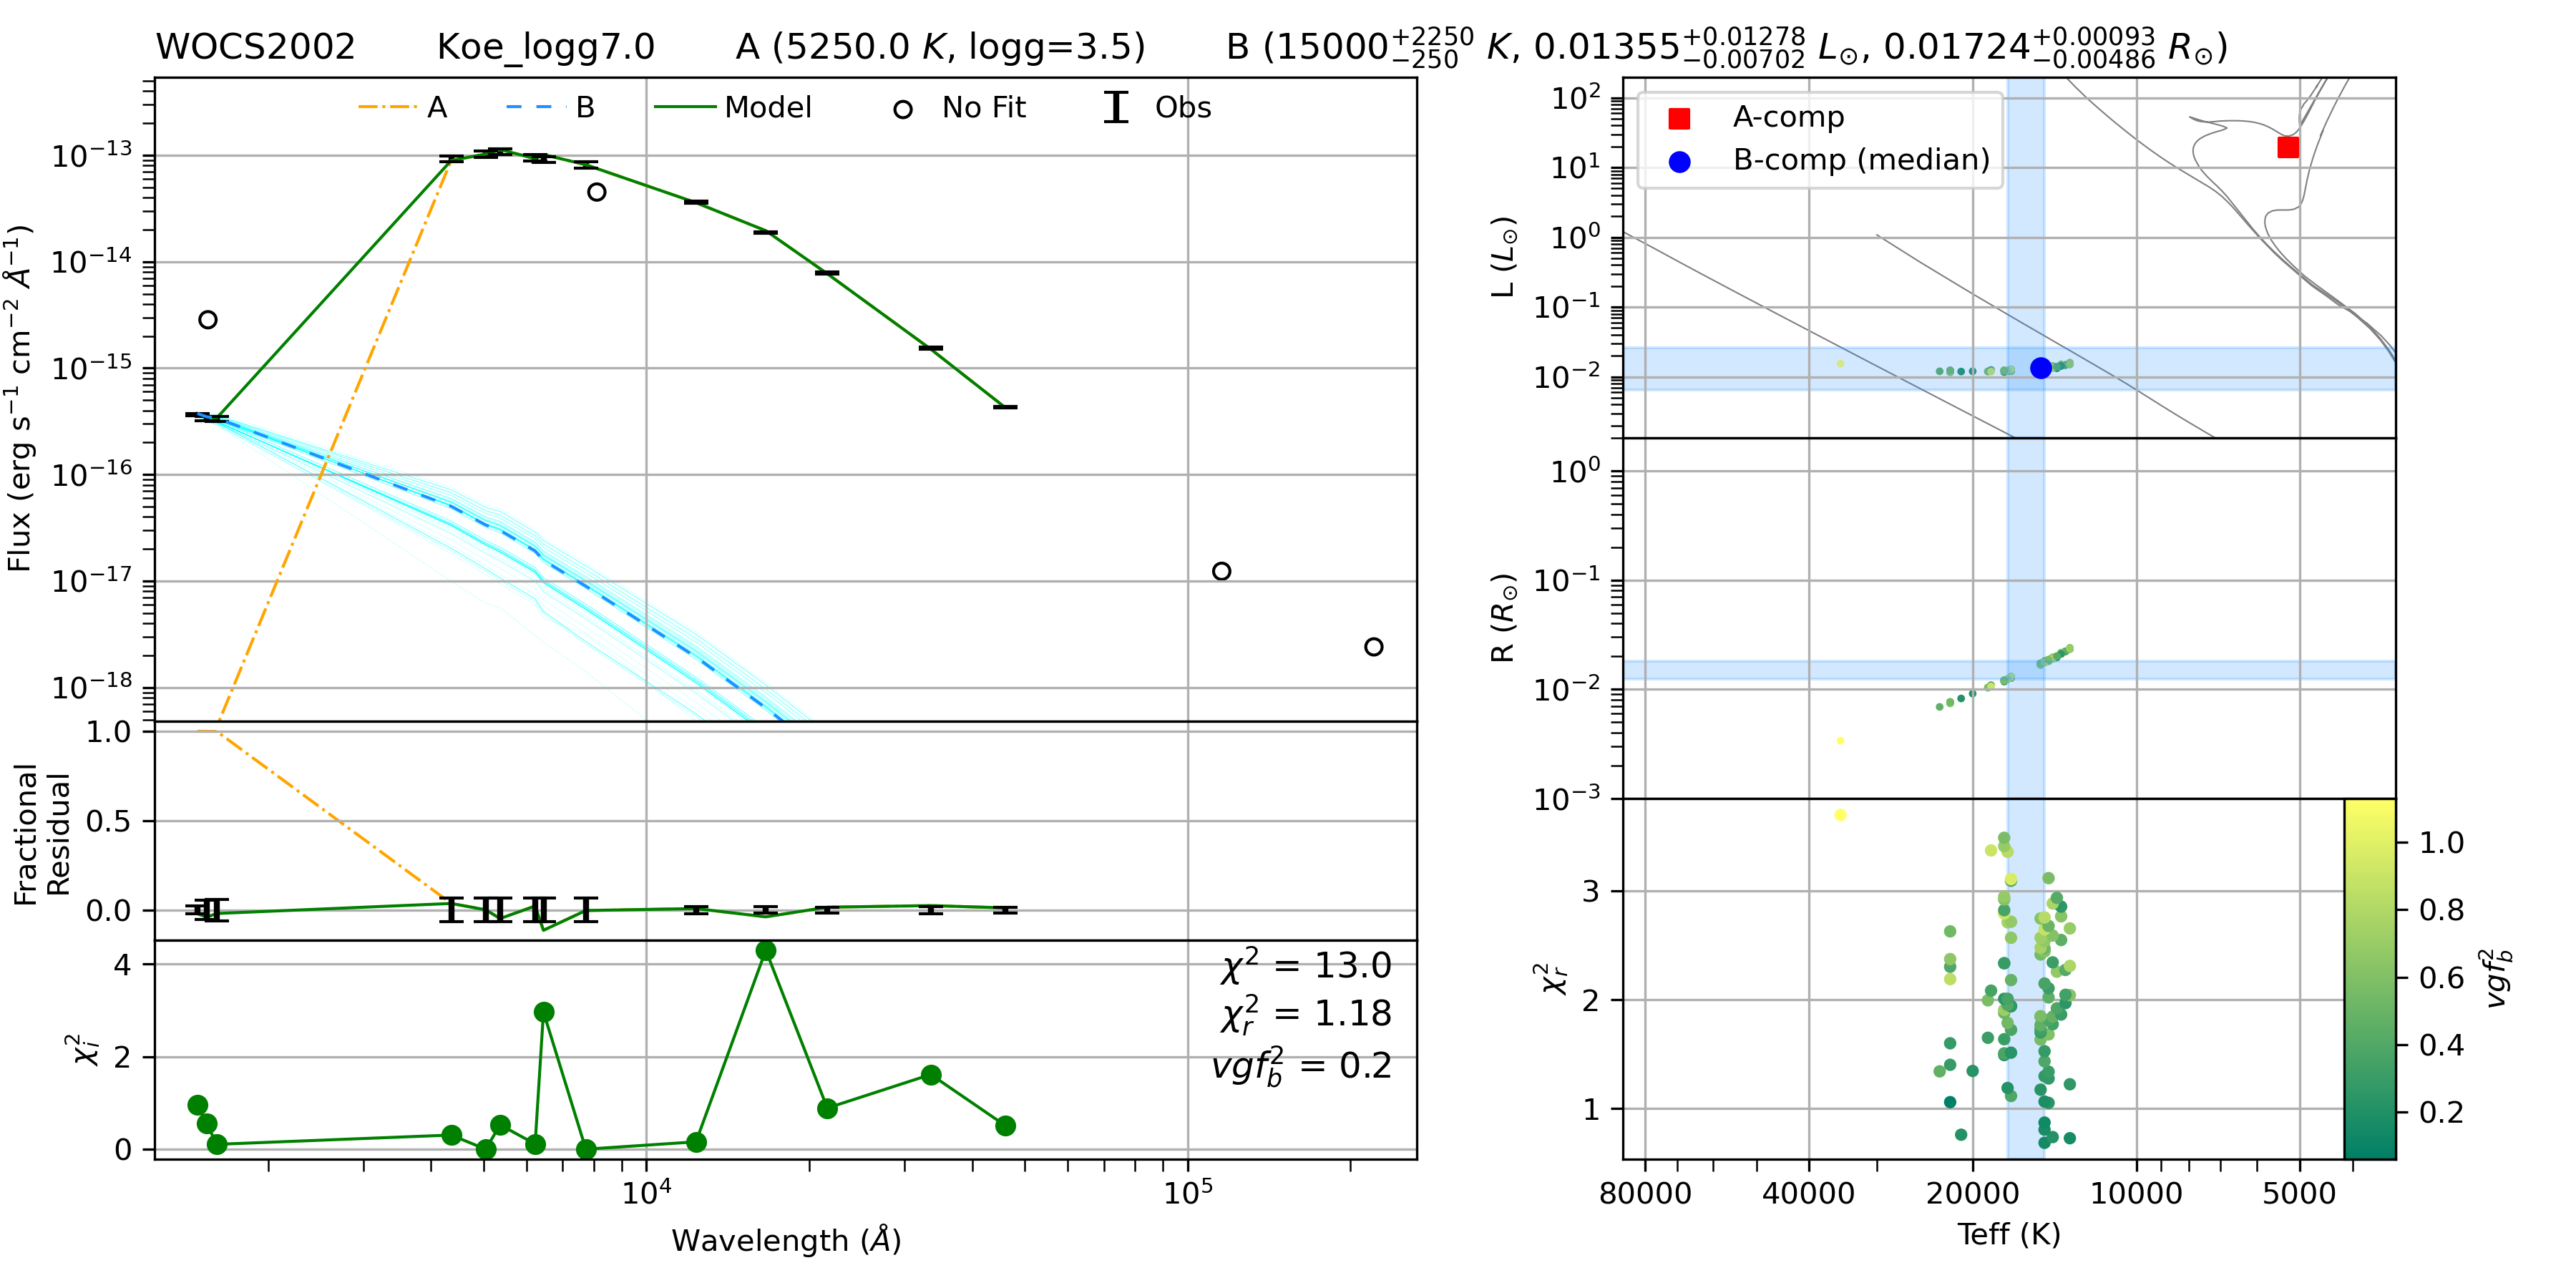 WOCS2002 Koe_logg7.0 A (5250.0 K, logg=3.5) B (15000+2250−250 K, 0.01355+0.01278−0.00702 L⊙, 0.01724+0.00093−0.00486 R⊙)
A B Model No Fit Obs
Flux (erg s⁻¹ cm⁻² Å⁻¹)
10⁻¹³
10⁻¹⁴
10⁻¹⁵
10⁻¹⁶
10⁻¹⁷
10⁻¹⁸
Fractional
Residual
1.0
0.5
0.0
χᵢ²
4
2
0
χ² = 13.0
χᵣ² = 1.18
vgf_b² = 0.2
10⁴ 10⁵
Wavelength (Å)
A-comp
B-comp (median)
L (L⊙)
10²
10¹
10⁰
10⁻¹
10⁻²
R (R⊙)
10⁰
10⁻¹
10⁻²
10⁻³
χᵣ²
3
2
1
80000 40000 20000 10000 5000
Teff (K)
1.0
0.8
0.6
0.4
0.2
vgf_b²